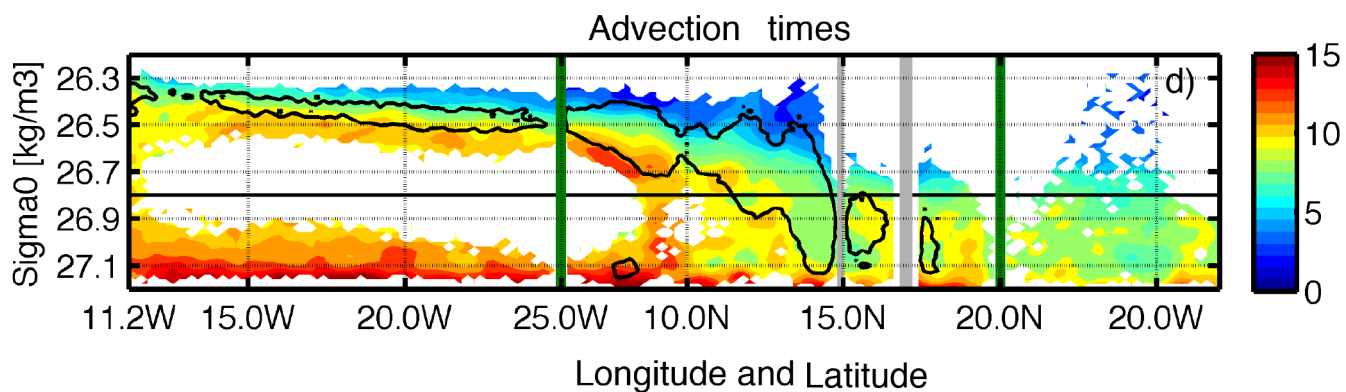 Advection times
Sigma0 [kg/m3]
26.3
26.5
26.7
26.9
27.1
d)
15
10
5
0
11.2W 15.0W 20.0W 25.0W 10.0N 15.0N 20.0N 20.0W
Longitude and Latitude